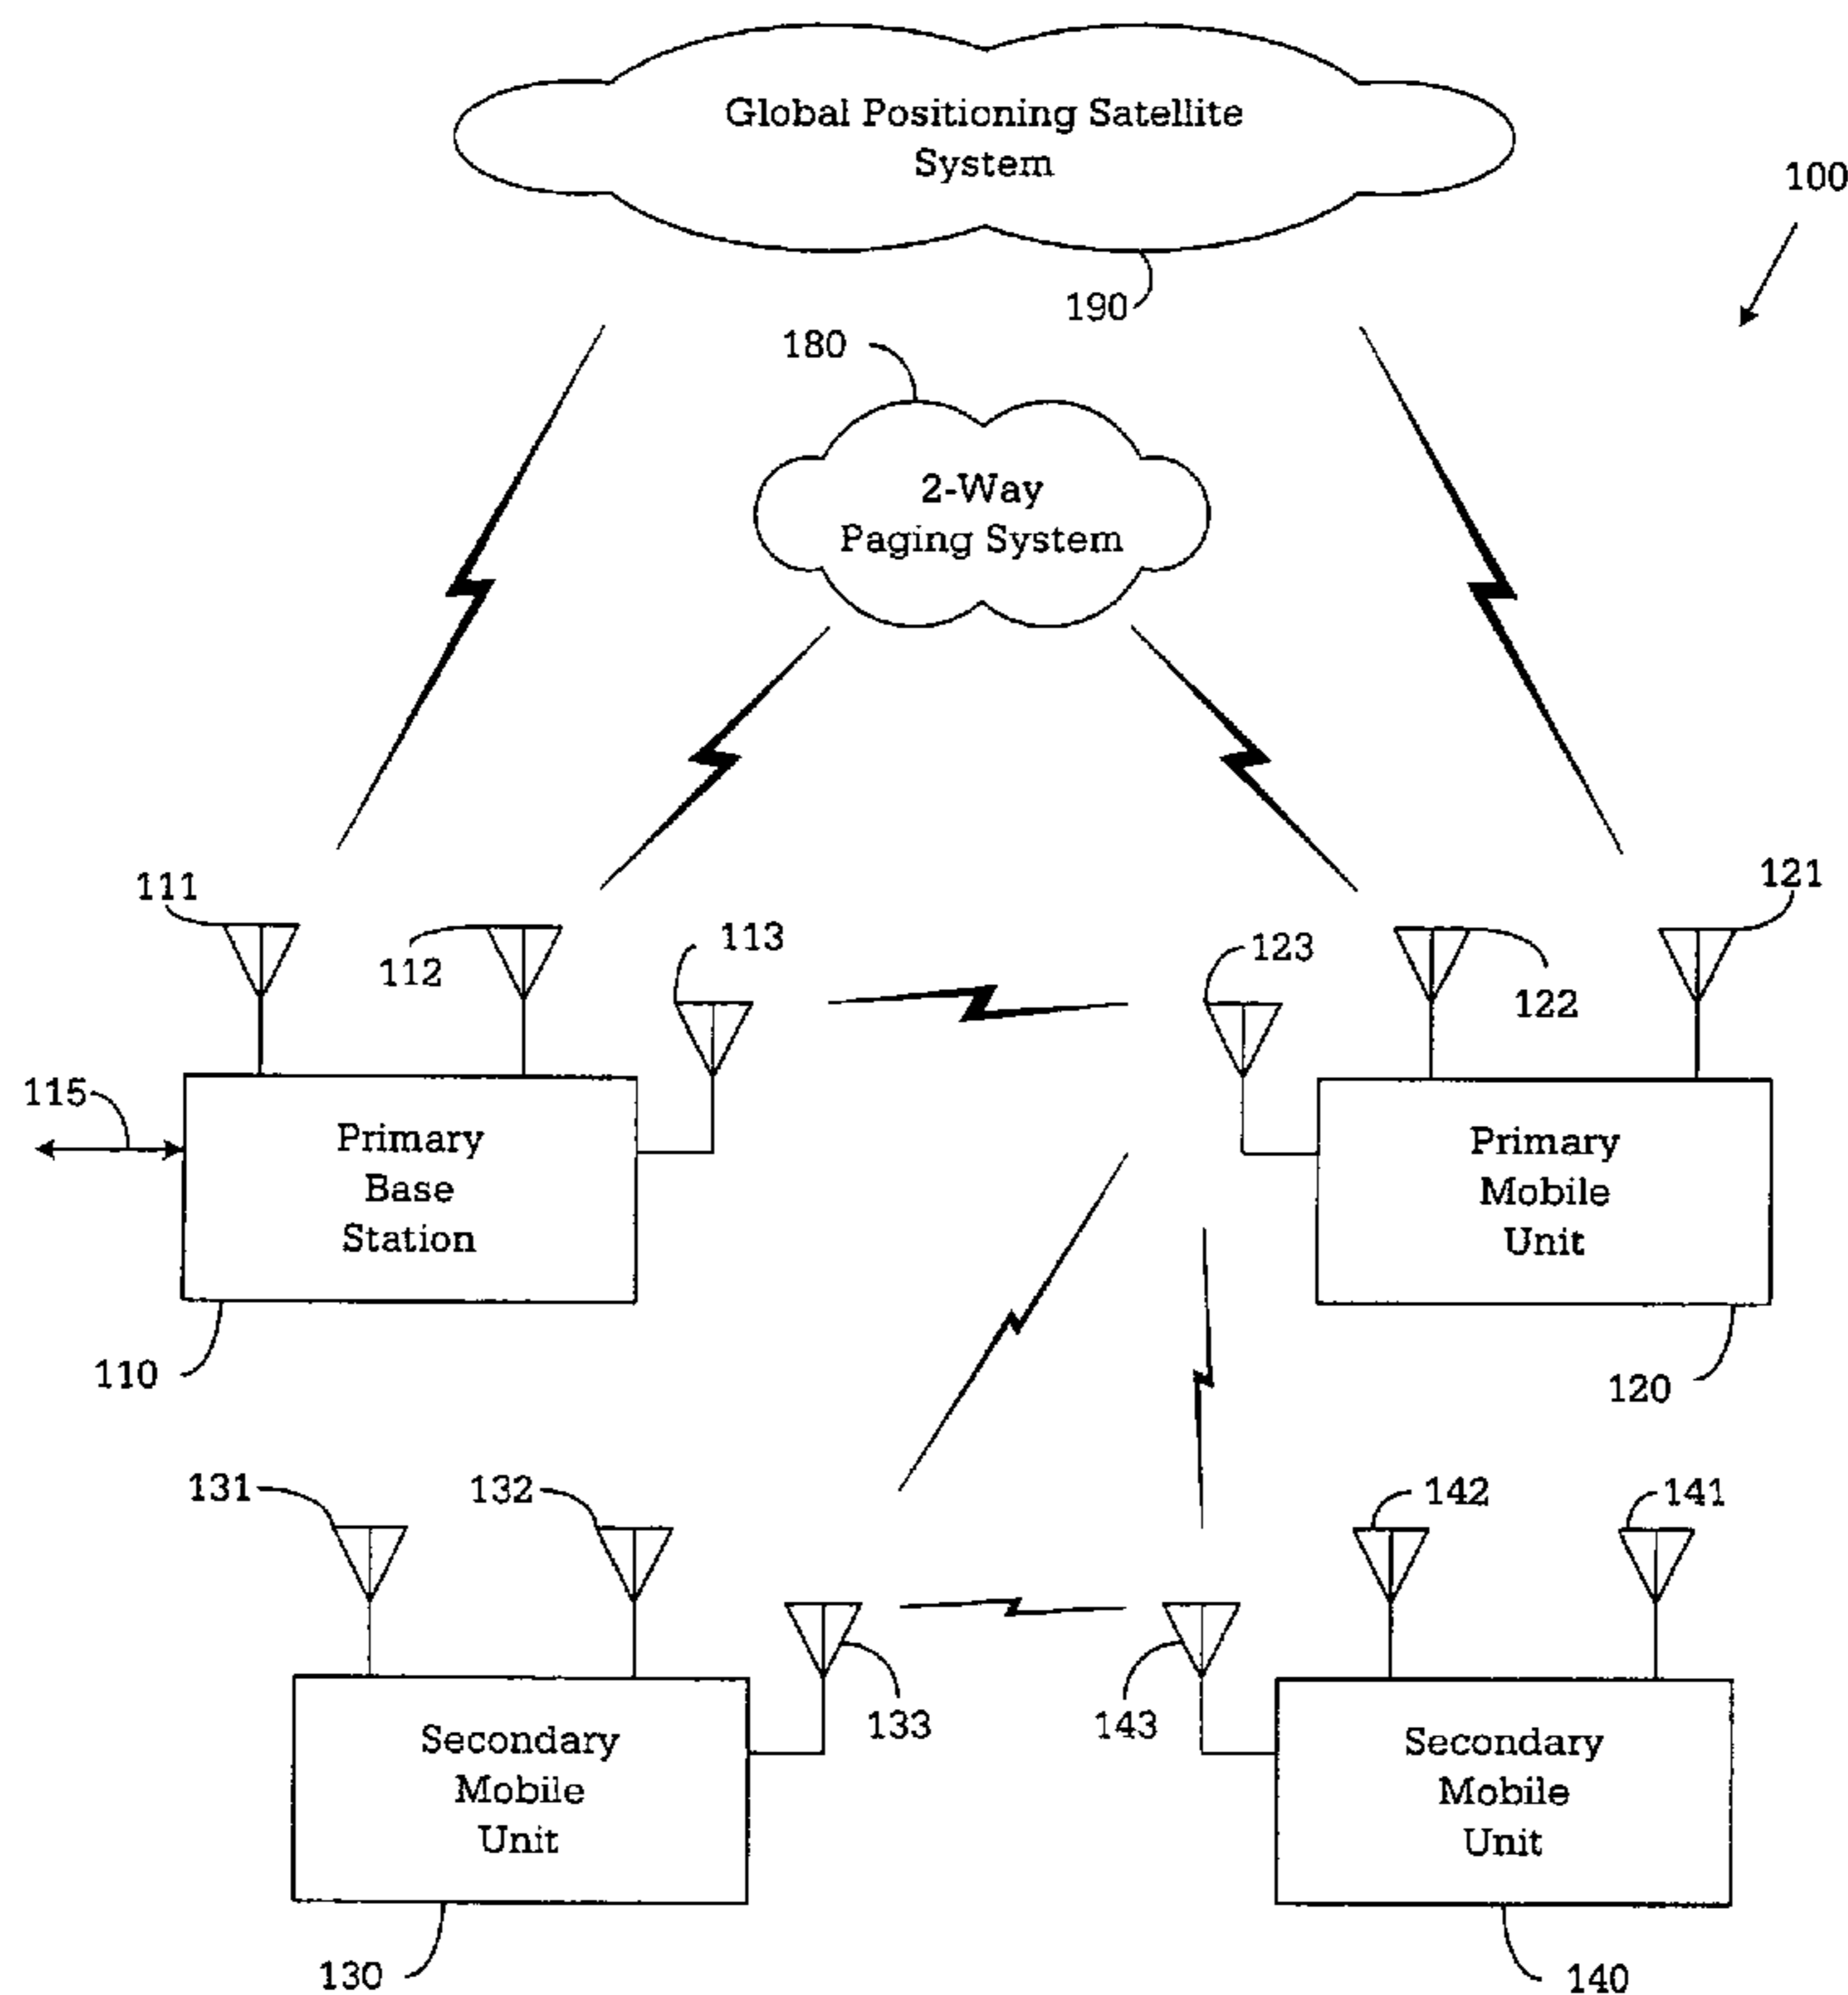 Global Positioning Satellite
System
100
190
180
2-Way
Paging System
111
112
113
123
122
121
115
Primary
Base
Station
Primary
Mobile
Unit
110
120
131
132
142
141
133
143
Secondary
Mobile
Unit
Secondary
Mobile
Unit
130
140